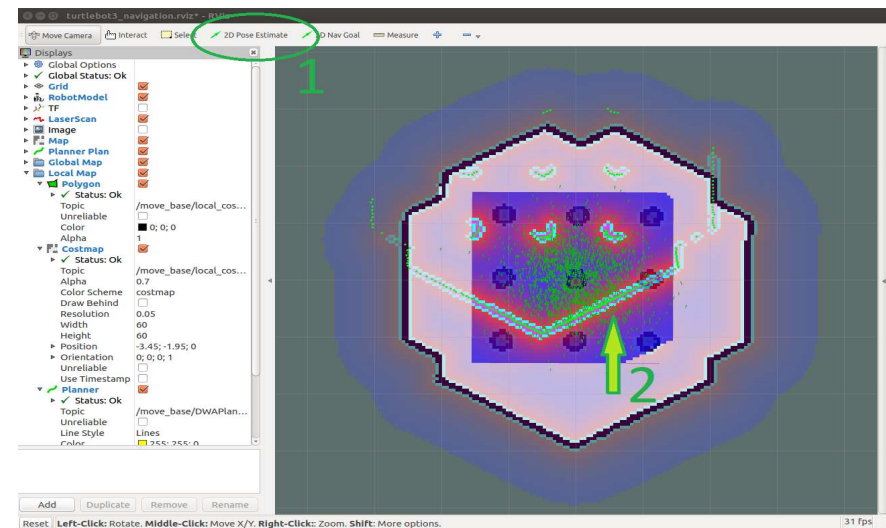 turtlebot3_navigation.rviz* - RViz
Move Camera Interact Select 2D Pose Estimate 2D Nav Goal Measure
1
Displays
Global Options
Global Status: Ok
Grid
RobotModel
TF
LaserScan
Image
Map
Planner Plan
Global Map
Local Map
Polygon
Status: Ok
Topic /move_base/local_cos...
Unreliable
Color 0; 0; 0
Alpha 1
Costmap
Status: Ok
Topic /move_base/local_cos...
Alpha 0.7
Color Scheme costmap
Draw Behind
Resolution 0.05
Width 60
Height 60
Position -3.45; -1.95; 0
Orientation 0; 0; 0; 1
Unreliable
Use Timestamp
Planner
Status: Ok
Topic /move_base/DWAPlan...
Unreliable
Line Style Lines
Color 255; 255; 0
2
Add Duplicate Remove Rename
Reset Left-Click: Rotate. Middle-Click: Move X/Y. Right-Click:: Zoom. Shift: More options. 31 fps